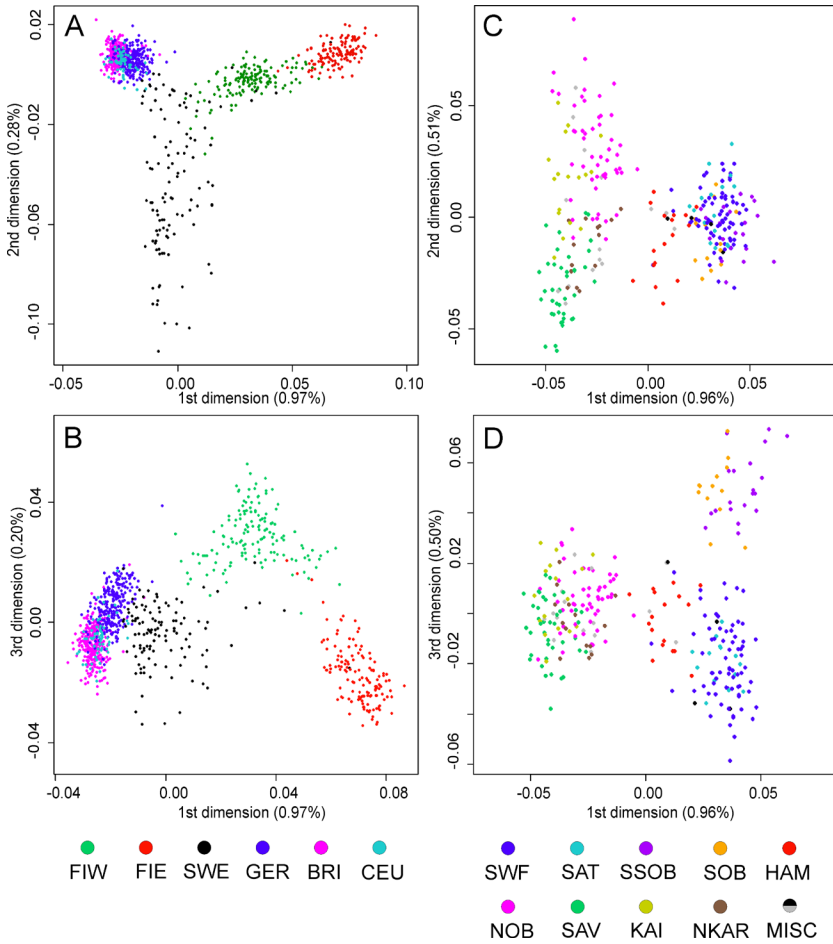 A
0.02
-0.02
-0.06
-0.10
2nd dimension (0.28%)
-0.05
0.00
0.05
0.10
1st dimension (0.97%)
C
0.05
0.00
-0.05
2nd dimension (0.51%)
-0.05
0.00
0.05
1st dimension (0.96%)
B
0.04
0.00
-0.04
3rd dimension (0.20%)
-0.04
0.00
0.04
0.08
1st dimension (0.97%)
D
0.06
0.02
-0.02
-0.06
3rd dimension (0.50%)
-0.05
0.00
0.05
1st dimension (0.96%)
FIW FIE SWE GER BRI CEU
SWF SAT SSOB SOB HAM
NOB SAV KAI NKAR MISC